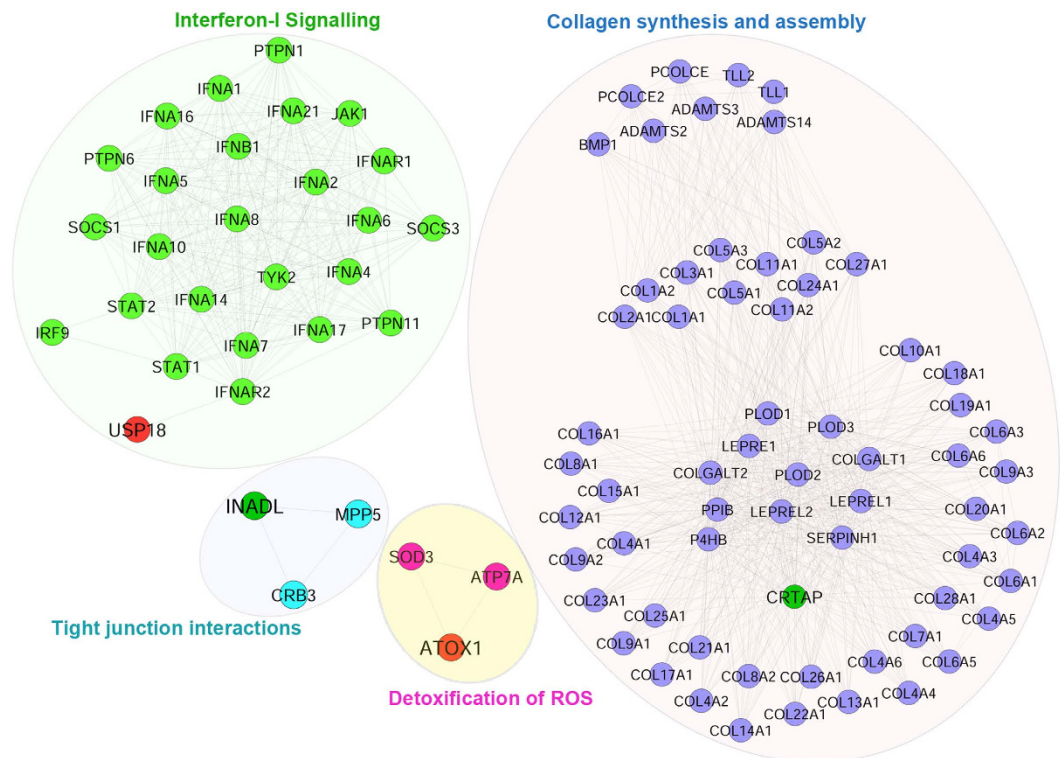 Interferon-I Signalling
Collagen synthesis and assembly
PTPN1
IFNA1
IFNA16
IFNA21
JAK1
IFNB1
PTPN6
IFNAR1
IFNA5
IFNA2
SOCS1
IFNA8
IFNA6
SOCS3
IFNA10
TYK2
IFNA4
STAT2
IFNA14
IRF9
IFNA17
PTPN11
IFNA7
STAT1
IFNAR2
USP18
PCOLCE
TLL2
PCOLCE2
TLL1
ADAMTS3
ADAMTS2
ADAMTS14
BMP1
COL5A3
COL5A2
COL3A1
COL11A1
COL27A1
COL1A2
COL5A1
COL24A1
COL2A1
COL1A1
COL11A2
COL10A1
COL18A1
COL19A1
PLOD1
PLOD3
COL16A1
LEPRE1
COL6A3
COL8A1
COLGALT2
PLOD2
COLGALT1
COL6A6
COL9A3
COL15A1
LEPREL1
COL12A1
PPIB
LEPREL2
COL20A1
COL4A1
P4HB
SERPINH1
COL6A2
COL9A2
COL4A3
COL6A1
CRTAP
COL23A1
COL25A1
COL28A1
COL4A5
COL9A1
COL21A1
COL7A1
COL17A1
COL8A2
COL26A1
COL4A6
COL6A5
COL4A2
COL13A1
COL4A4
COL22A1
COL14A1
INADL
MPP5
CRB3
Tight junction interactions
SOD3
ATP7A
ATOX1
Detoxification of ROS